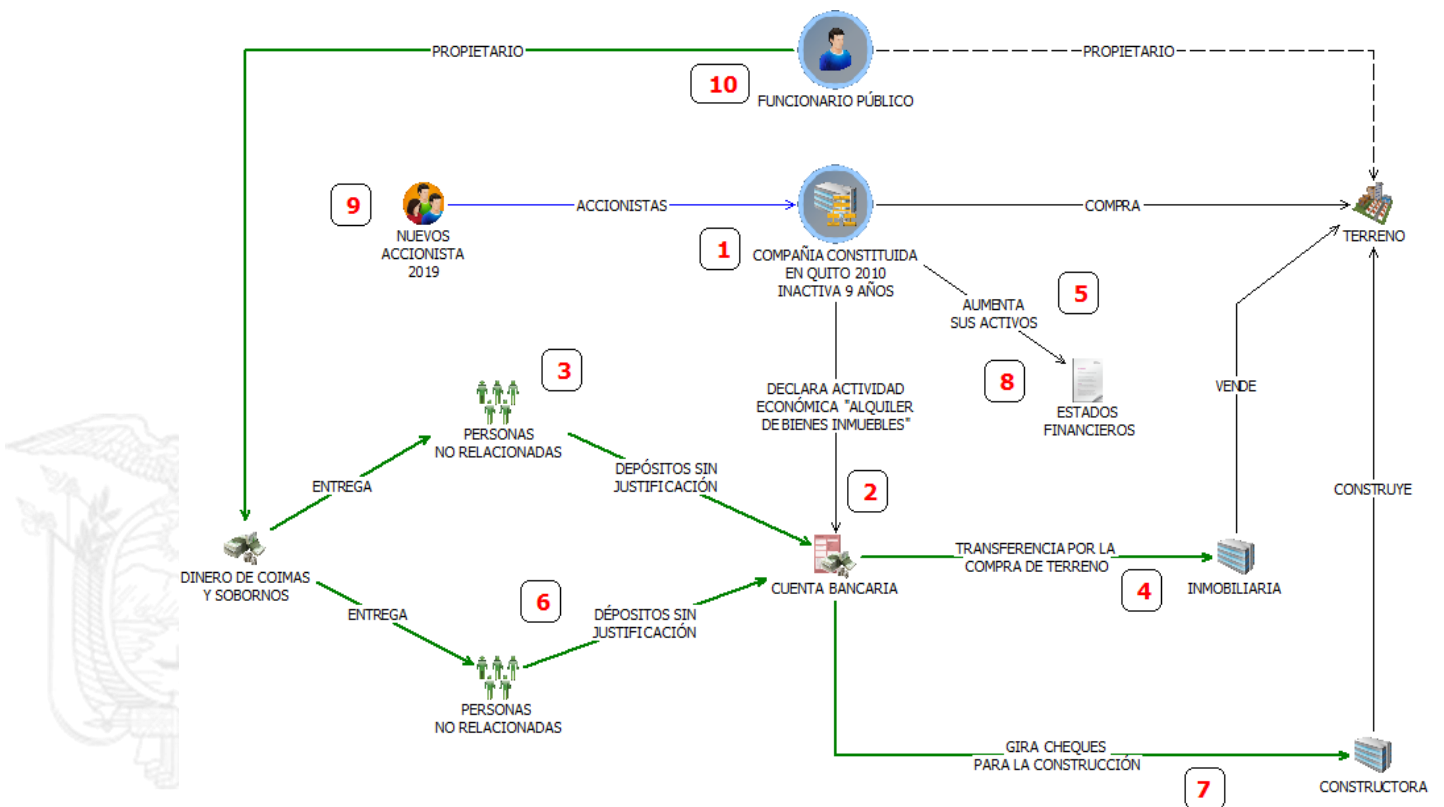 PROPIETARIO
PROPIETARIO
10
FUNCIONARIO PÚBLICO
9
NUEVOS
ACCIONISTA
2019
ACCIONISTAS
1
COMPAÑIA CONSTITUIDA
EN QUITO 2010
INACTIVA 9 AÑOS
COMPRA
TERRENO
AUMENTA
SUS ACTIVOS
5
8
ESTADOS
FINANCIEROS
VENDE
3
PERSONAS
NO RELACIONADAS
DECLARA ACTIVIDAD
ECONÓMICA "ALQUILER
DE BIENES INMUEBLES"
ENTREGA
DEPÓSITOS SIN
JUSTIFICACIÓN
2
CONSTRUYE
DINERO DE COIMAS
Y SOBORNOS
CUENTA BANCARIA
TRANSFERENCIA POR LA
COMPRA DE TERRENO
4
INMOBILIARIA
ENTREGA
6
DÉPOSITOS SIN
JUSTIFICACIÓN
PERSONAS
NO RELACIONADAS
GIRA CHEQUES
PARA LA CONSTRUCCIÓN
7
CONSTRUCTORA